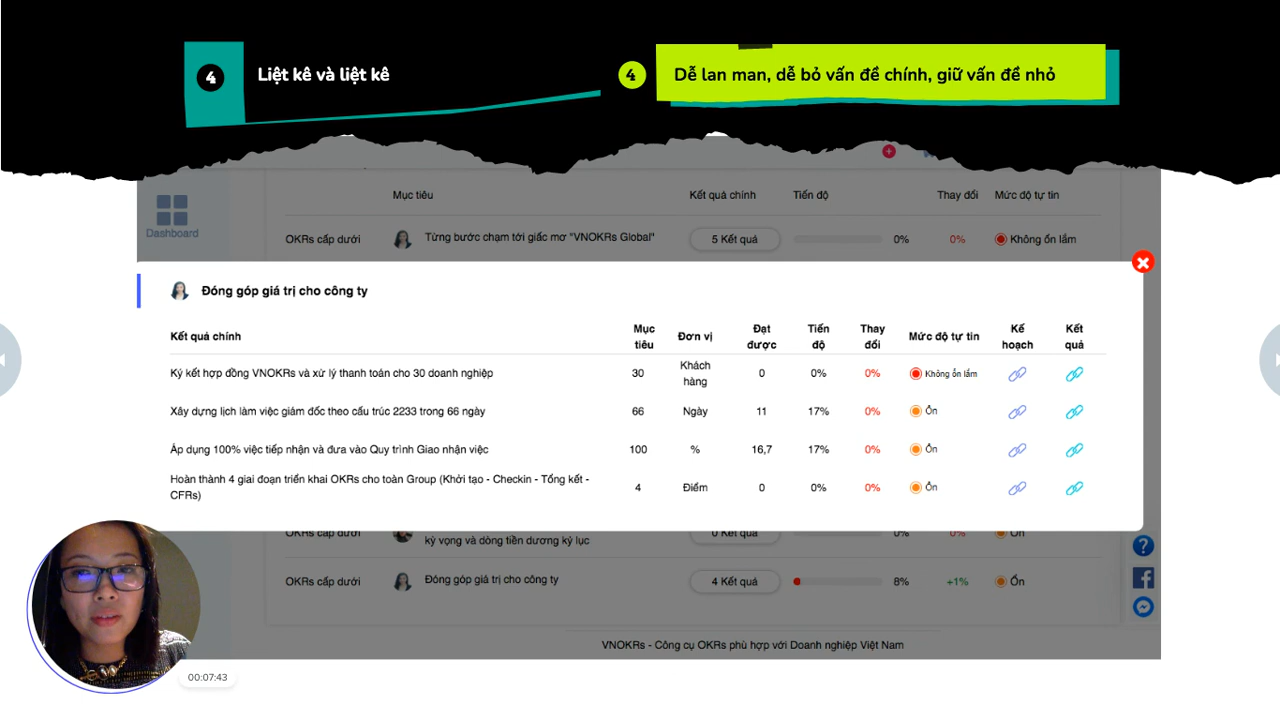 4 Liệt kê và liệt kê
4 Dễ lan man, dễ bỏ vấn đề chính, giữ vấn đề nhỏ
Mục tiêu Kết quả chính Tiến độ Thay đổi Mức độ tự tin
Dashboard
OKRs cấp dưới Từng bước chạm tới giấc mơ "VNOKRs Global" 5 Kết quả 0% 0% Không ổn lắm
Đóng góp giá trị cho công ty
Kết quả chính Mục tiêu Đơn vị Đạt được Tiến độ Thay đổi Mức độ tự tin Kế hoạch Kết quả
Ký kết hợp đồng VNOKRs và xử lý thanh toán cho 30 doanh nghiệp 30 Khách hàng 0 0% 0% Không ổn lắm
Xây dựng lịch làm việc giám đốc theo cấu trúc 2233 trong 66 ngày 66 Ngày 11 17% 0% Ổn
Áp dụng 100% việc tiếp nhận và đưa vào Quy trình Giao nhận việc 100 % 16,7 17% 0% Ổn
Hoàn thành 4 giai đoạn triển khai OKRs cho toàn Group (Khởi tạo - Checkin - Tổng kết -
CFRs) 4 Điểm 0 0% 0% Ổn
OKRs cấp dưới kỳ vọng và dòng tiền dương kỷ lục 0 Kết quả 0% 0% Ổn
OKRs cấp dưới Đóng góp giá trị cho công ty 4 Kết quả 8% +1% Ổn
VNOKRs - Công cụ OKRs phù hợp với Doanh nghiệp Việt Nam
00:07:43